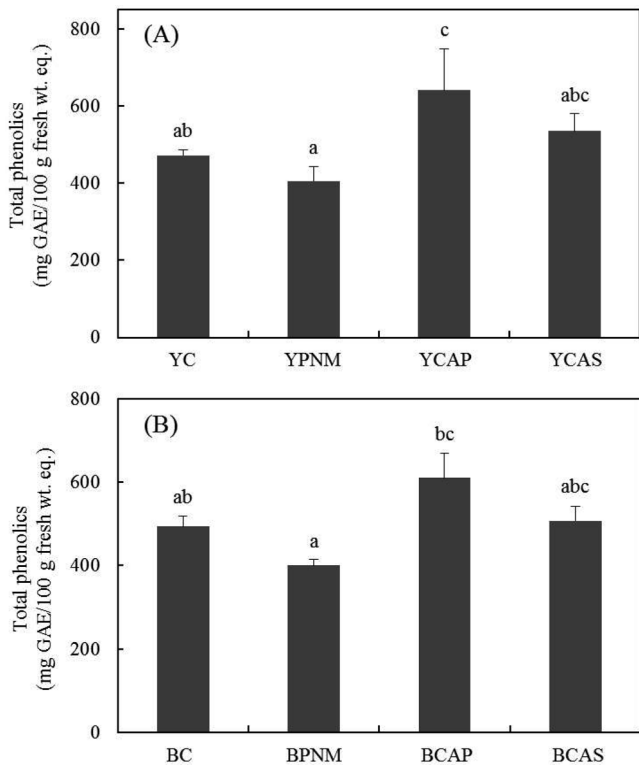 (A)
Total phenolics
(mg GAE/100 g fresh wt. eq.)
800
600
400
200
0
ab
a
c
abc
YC
YPNM
YCAP
YCAS
(B)
Total phenolics
(mg GAE/100 g fresh wt. eq.)
800
600
400
200
0
ab
a
bc
abc
BC
BPNM
BCAP
BCAS